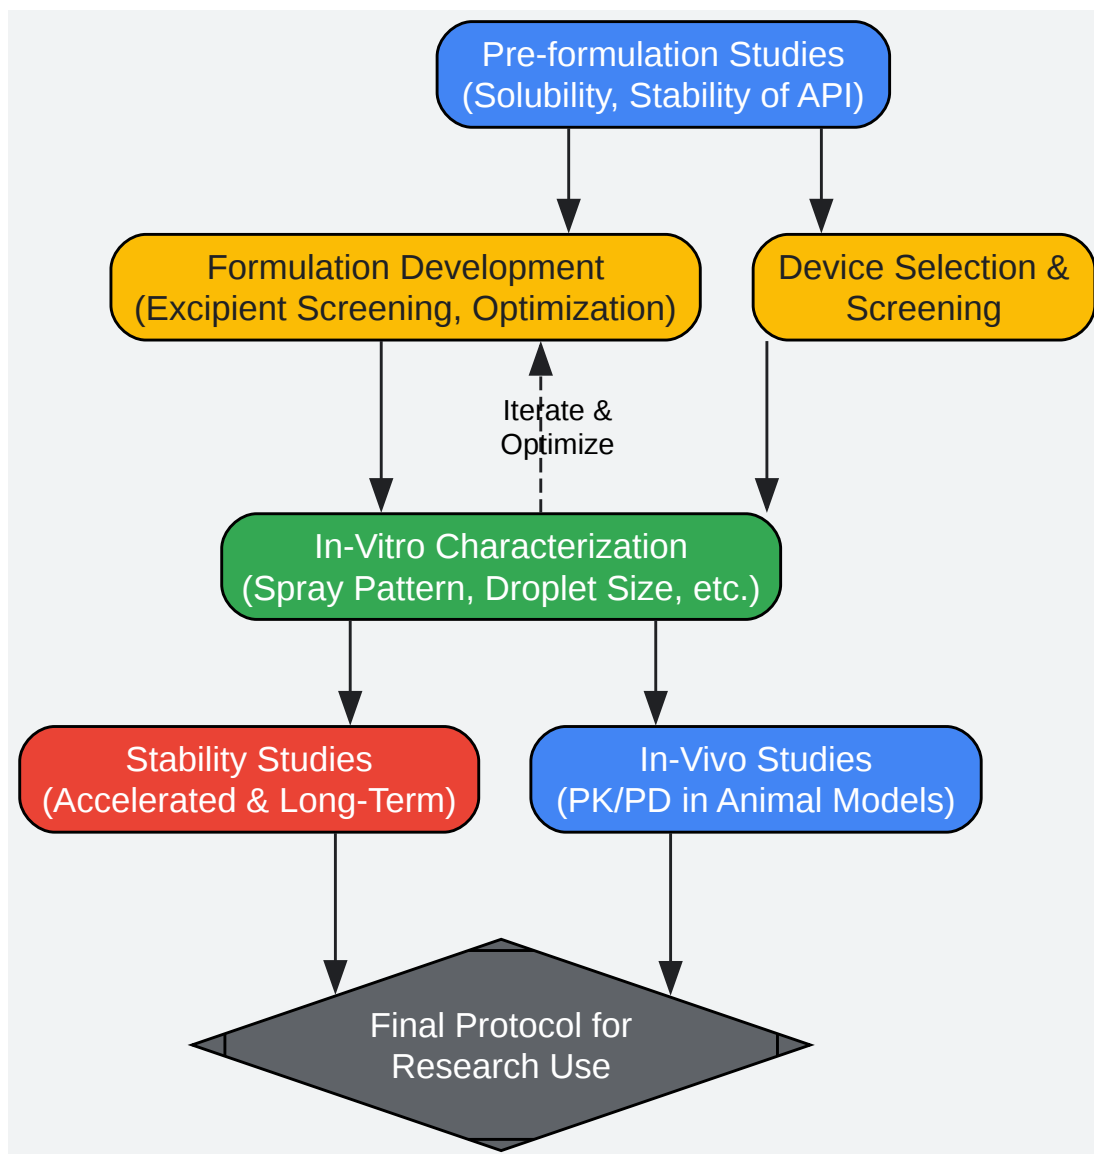 Pre-formulation Studies
(Solubility, Stability of API)
Formulation Development
(Excipient Screening, Optimization)
Device Selection &
Screening
Iterate &
Optimize
In-Vitro Characterization
(Spray Pattern, Droplet Size, etc.)
Stability Studies
(Accelerated & Long-Term)
In-Vivo Studies
(PK/PD in Animal Models)
Final Protocol for
Research Use